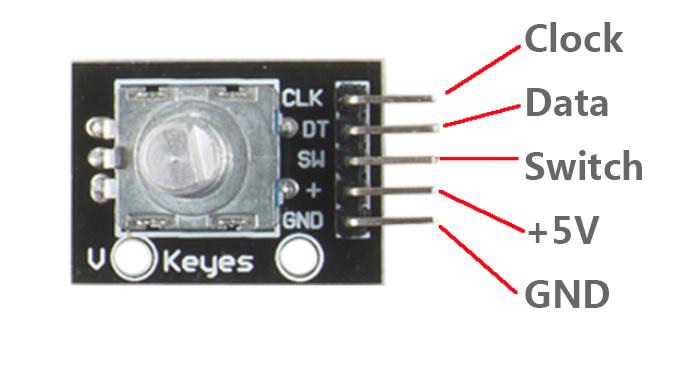 Clock
CLK
Data
DT
SW
Switch
+
+5V
GND
V Keyes
GND